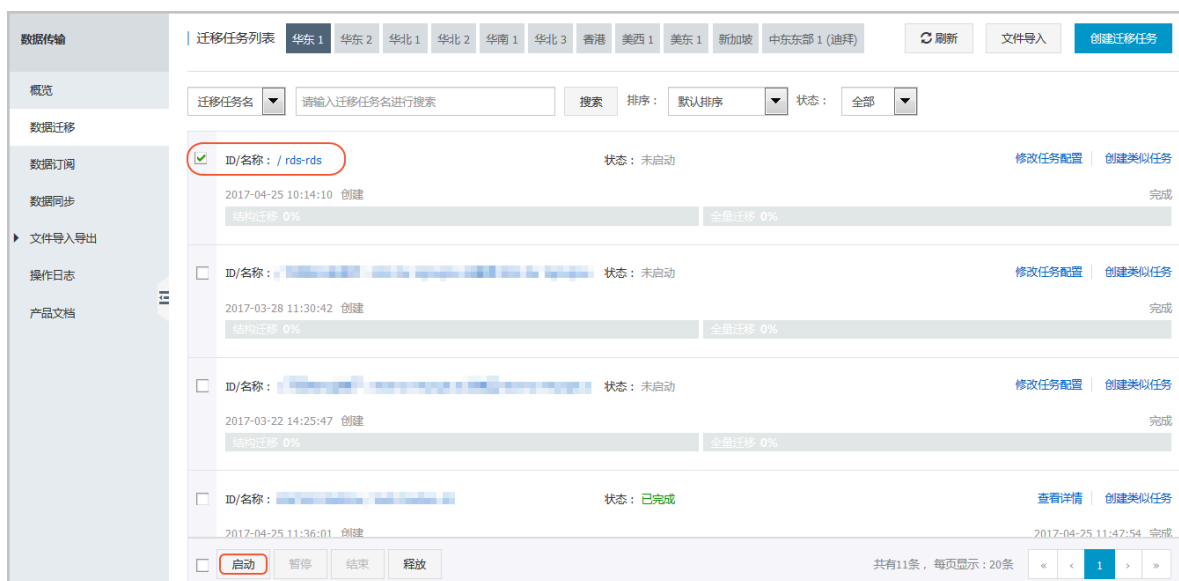 数据传输
概览
数据迁移
数据订阅
数据同步
文件导入导出
操作日志
产品文档
迁移任务列表 华东 1 华东 2 华北 1 华北 2 华南 1 华北 3 香港 美西 1 美东 1 新加坡 中东东部 1 (迪拜) 刷新 文件导入 创建迁移任务
迁移任务名 请输入迁移任务名进行搜索 搜索 排序： 默认排序 状态： 全部
ID/名称： / rds-rds 状态： 未启动 修改任务配置 创建类似任务
2017-04-25 10:14:10 创建 完成
结构迁移 0% 全量迁移 0%
ID/名称： 状态： 未启动 修改任务配置 创建类似任务
2017-03-28 11:30:42 创建 完成
结构迁移 0% 全量迁移 0%
ID/名称： 状态： 未启动 修改任务配置 创建类似任务
2017-03-22 14:25:47 创建 完成
结构迁移 0% 全量迁移 0%
ID/名称： 状态： 已完成 查看详情 创建类似任务
2017-04-25 11:36:01 创建 2017-04-25 11:47:54 完成
启动 暂停 结束 释放 共有11条， 每页显示：20条 « ‹ 1 › »